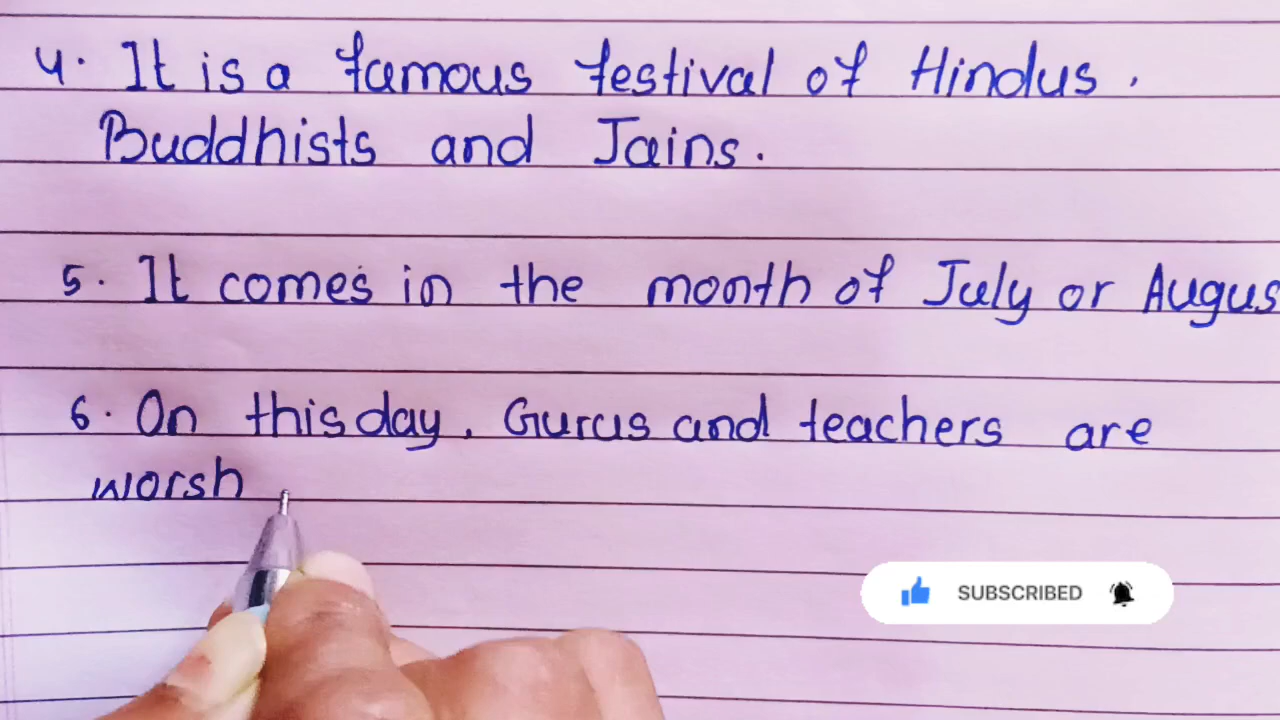 4. It is a famous festival of Hindus,
Buddhists and Jains.
5. It comes in the month of July or Augus
6. On this day, Gurus and teachers are
worsh
SUBSCRIBED